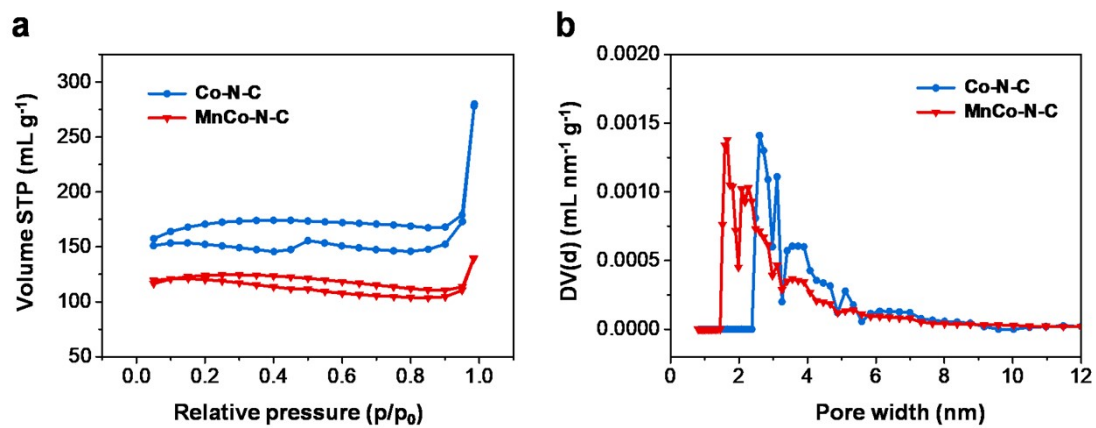 a
Volume STP (mL g⁻¹)
300
250
200
150
100
50
Co-N-C
MnCo-N-C
0.0 0.2 0.4 0.6 0.8 1.0
Relative pressure (p/p₀)
b
DV(d) (mL nm⁻¹ g⁻¹)
0.0020
0.0015
0.0010
0.0005
0.0000
Co-N-C
MnCo-N-C
0 2 4 6 8 10 12
Pore width (nm)